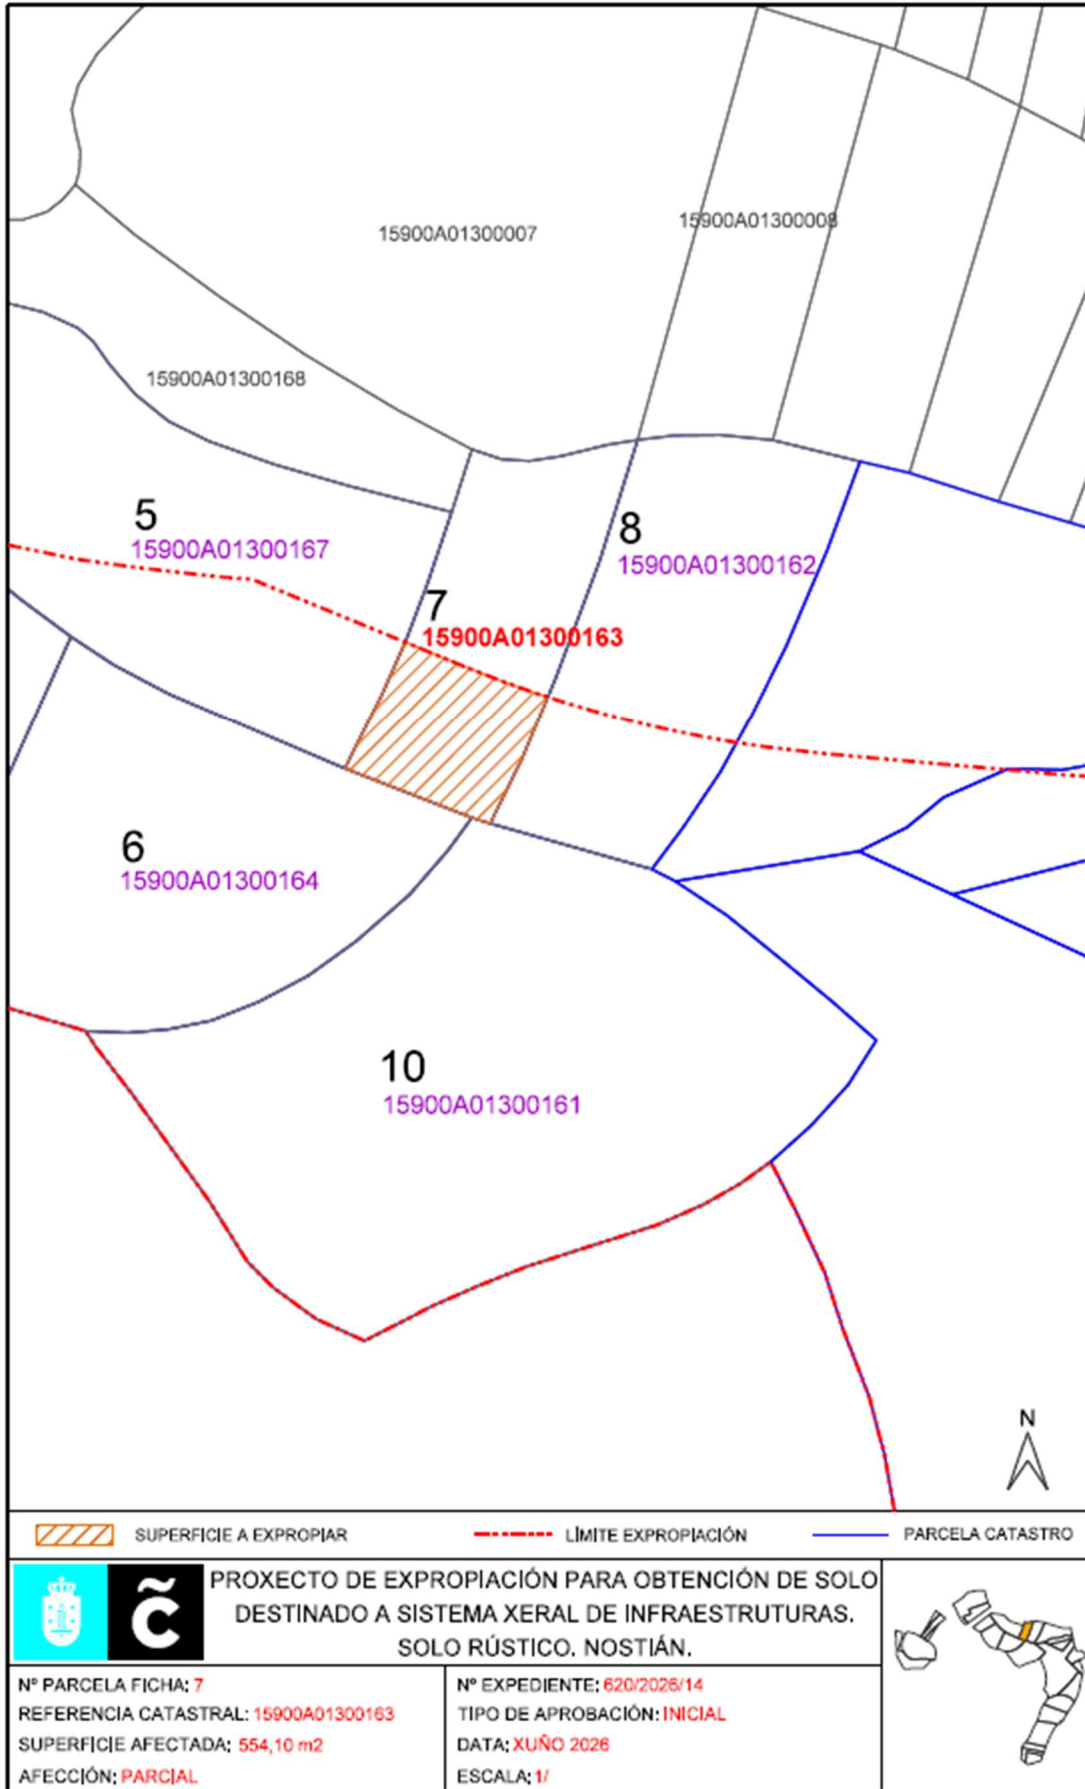 15900A01300007
15900A01300008
15900A01300168
5
15900A01300167
8
15900A01300162
7
15900A01300163
6
15900A01300164
10
15900A01300161
N
SUPERFICIE A EXPROPIAR
LÍMITE EXPROPIACIÓN
PARCELA CATASTRO
PROXECTO DE EXPROPIACIÓN PARA OBTENCIÓN DE SOLO
DESTINADO A SISTEMA XERAL DE INFRAESTRUTURAS.
SOLO RÚSTICO. NOSTIÁN.
Nº PARCELA FICHA: 7
REFERENCIA CATASTRAL: 15900A01300163
SUPERFICIE AFECTADA: 554,10 m2
AFECCIÓN: PARCIAL
Nº EXPEDIENTE: 620/2026/14
TIPO DE APROBACIÓN: INICIAL
DATA: XUÑO 2026
ESCALA: 1/